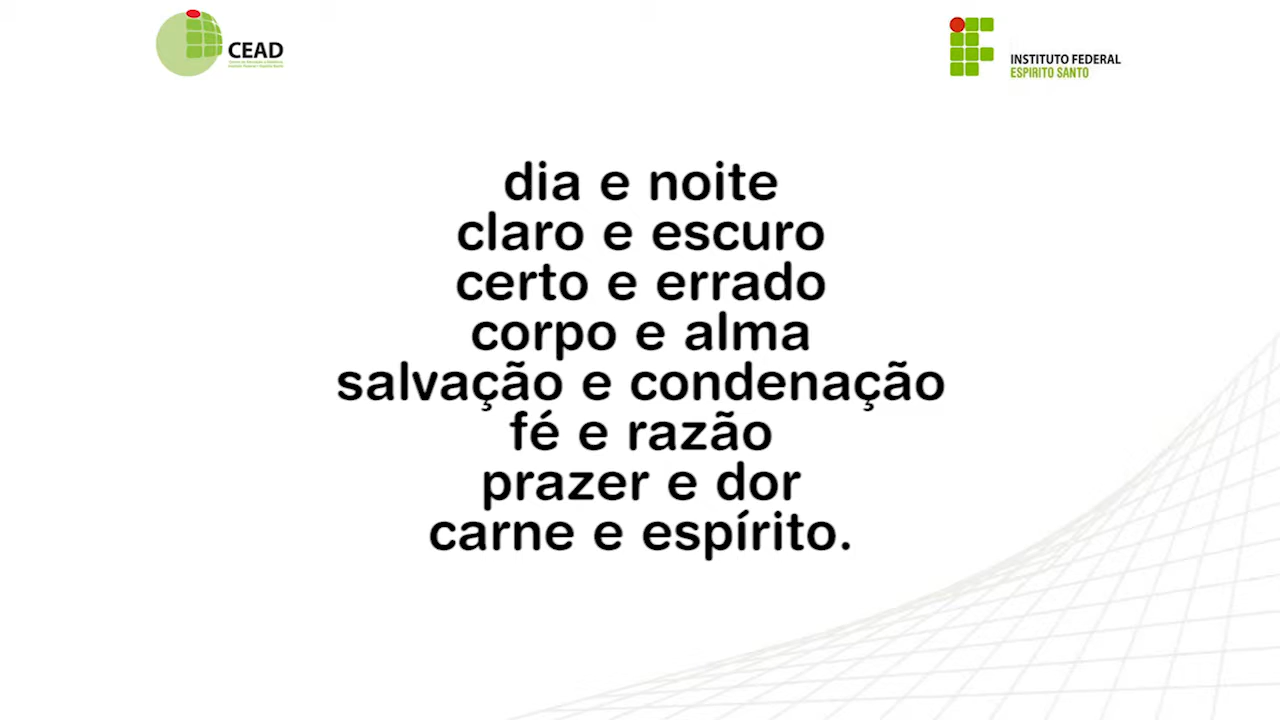 CEAD
INSTITUTO FEDERAL
ESPIRITO SANTO
dia e noite
claro e escuro
certo e errado
corpo e alma
salvação e condenação
fé e razão
prazer e dor
carne e espírito.